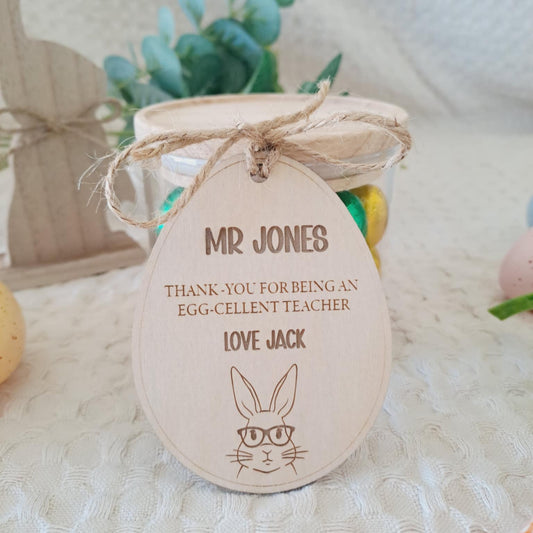 MR JONES
THANK-YOU FOR BEING AN
EGG-CELLENT TEACHER
LOVE JACK